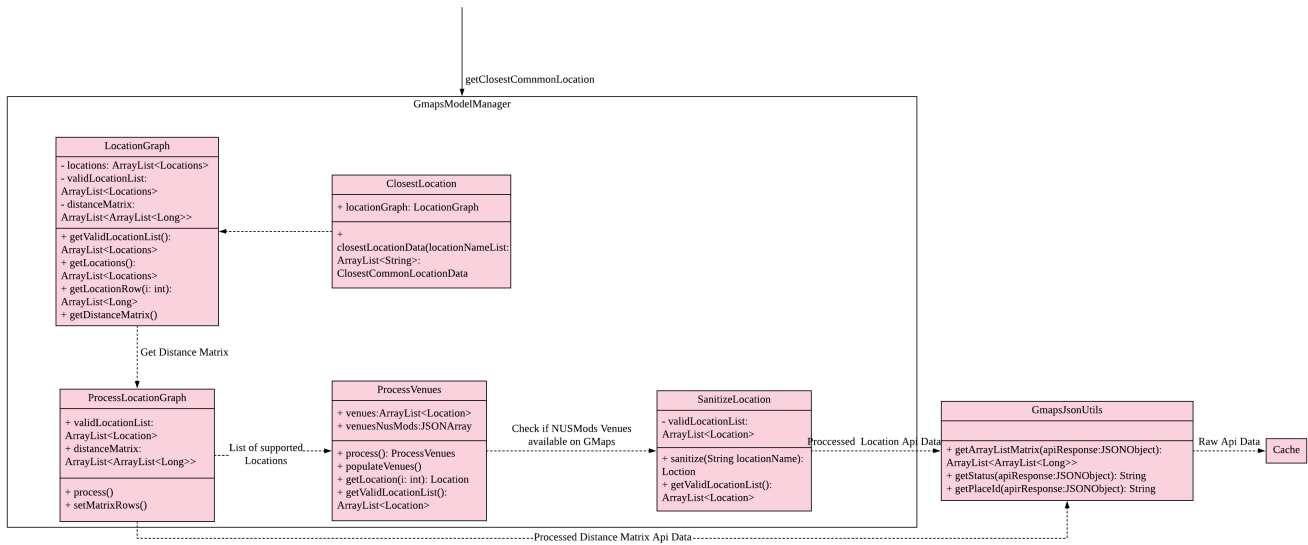 getClosestComnmonLocation
GmapsModelManager
LocationGraph
- locations: ArrayList<Locations>
- validLocationList:
ArrayList<Locations>
- distanceMatrix:
ArrayList<ArrayList<Long>>
+ getValidLocationList():
ArrayList<Locations>
+ getLocations():
ArrayList<Locations>
+ getLocationRow(i: int):
ArrayList<Long>
+ getDistanceMatrix()
ClosestLocation
+ locationGraph: LocationGraph
+
closestLocationData(locationNameList:
ArrayList<String>:
ClosestCommonLocationData
Get Distance Matrix
ProcessLocationGraph
+ validLocationList:
ArrayList<Location>
+ distanceMatrix:
ArrayList<ArrayList<Long>>
+ process()
+ setMatrixRows()
List of supported
Locations
ProcessVenues
+ venues:ArrayList<Location>
+ venuesNusMods:JSONArray
+ process(): ProcessVenues
+ populateVenues()
+ getLocation(i: int): Location
+ getValidLocationList():
ArrayList<Location>
Check if NUSMods Venues
available on GMaps
SanitizeLocation
- validLocationList:
ArrayList<Location>
+ sanitize(String locationName):
Loction
+ getValidLocationList():
ArrayList<Location>
Proccessed Location Api Data
GmapsJsonUtils
+ getArrayListMatrix(apiResponse:JSONObject):
ArrayList<ArrayList<Long>>
+ getStatus(apiResponse:JSONObject): String
+ getPlaceId(apirResponse:JSONObject): String
Raw Api Data
Cache
Processed Distance Matrix Api Data